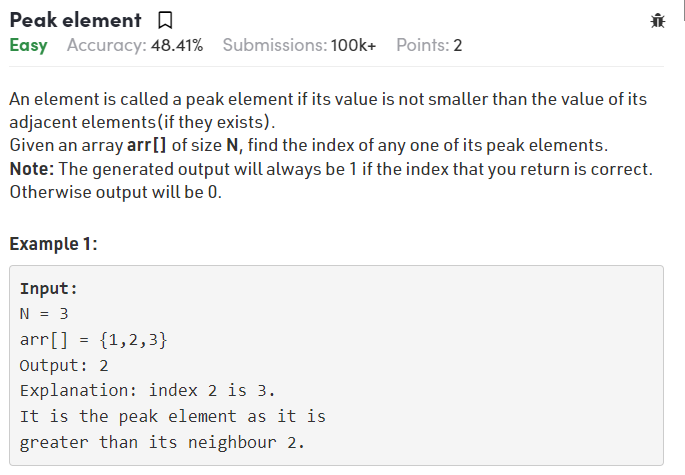 Peak element
Easy Accuracy: 48.41% Submissions: 100k+ Points: 2
An element is called a peak element if its value is not smaller than the value of its
adjacent elements(if they exists).
Given an array arr[] of size N, find the index of any one of its peak elements.
Note: The generated output will always be 1 if the index that you return is correct.
Otherwise output will be 0.
Example 1:
Input:
N = 3
arr[] = {1,2,3}
Output: 2
Explanation: index 2 is 3.
It is the peak element as it is
greater than its neighbour 2.